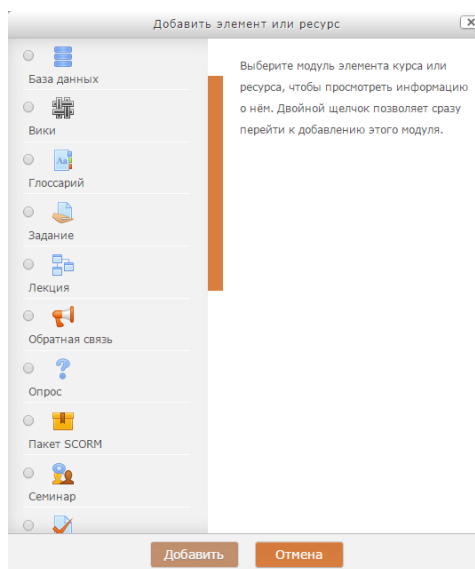 Добавить элемент или ресурс
База данных
Вики
Глоссарий
Задание
Лекция
Обратная связь
Опрос
Пакет SCORM
Семинар
Выберите модуль элемента курса или
ресурса, чтобы просмотреть информацию
о нём. Двойной щелчок позволяет сразу
перейти к добавлению этого модуля.
Добавить
Отмена